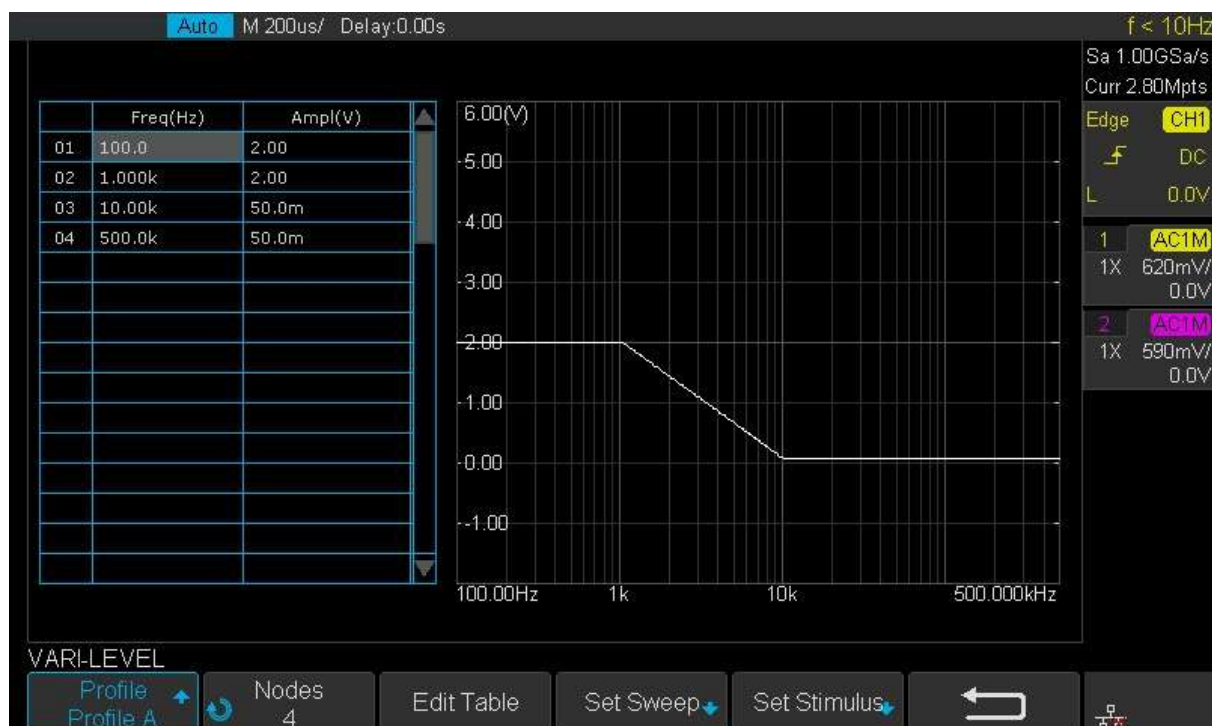 Auto M 200us/ Delay:0.00s f < 10Hz
Sa 1.00GSa/s
Curr 2.80Mpts
Edge CH1
DC
L 0.0V
1 AC1M
1X 620mV/
0.0V
2 AC1M
1X 590mV/
0.0V
Freq(Hz) Ampl(V)
01 100.0 2.00
02 1.000k 2.00
03 10.00k 50.0m
04 500.0k 50.0m
6.00(V)
5.00
4.00
3.00
2.00
1.00
0.00
-1.00
100.00Hz 1k 10k 500.000kHz
VARI-LEVEL
Profile
Profile A
Nodes
4
Edit Table
Set Sweep
Set Stimulus